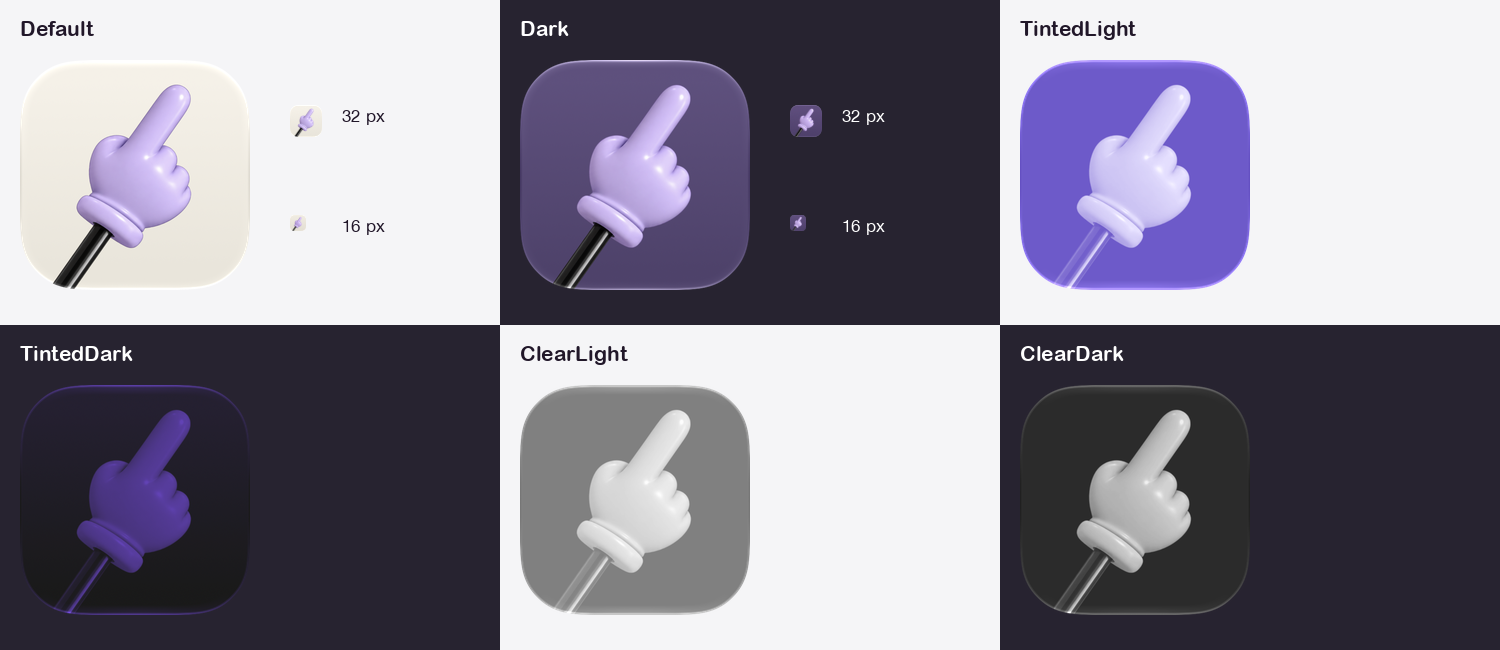 Default
32 px
16 px
Dark
32 px
16 px
TintedLight
TintedDark
ClearLight
ClearDark